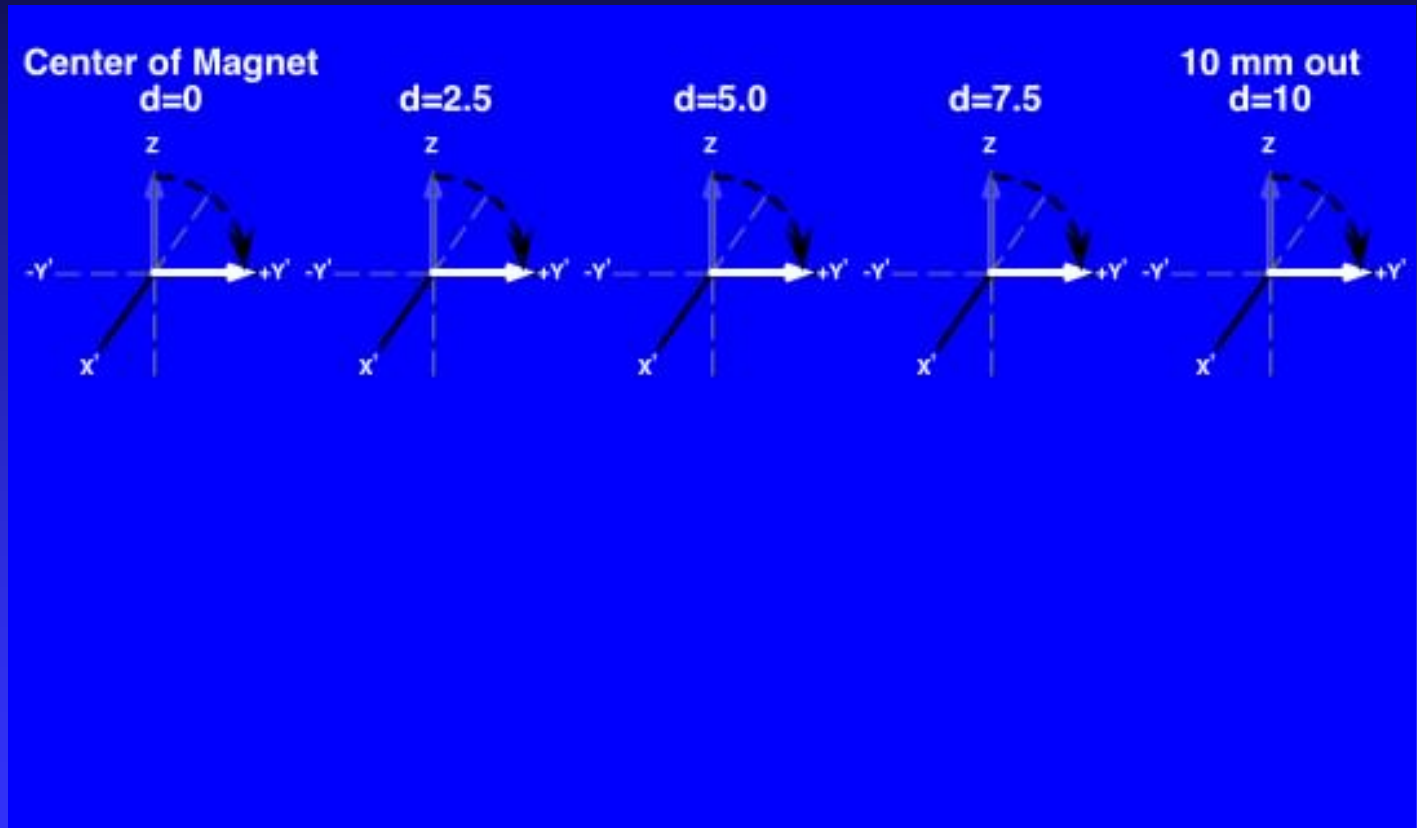 Center of Magnet 10 mm out
d=0 d=2.5 d=5.0 d=7.5 d=10
z z z z z
-Y' +Y' -Y' +Y' -Y' +Y' -Y' +Y' -Y' +Y'
x' x' x' x' x'